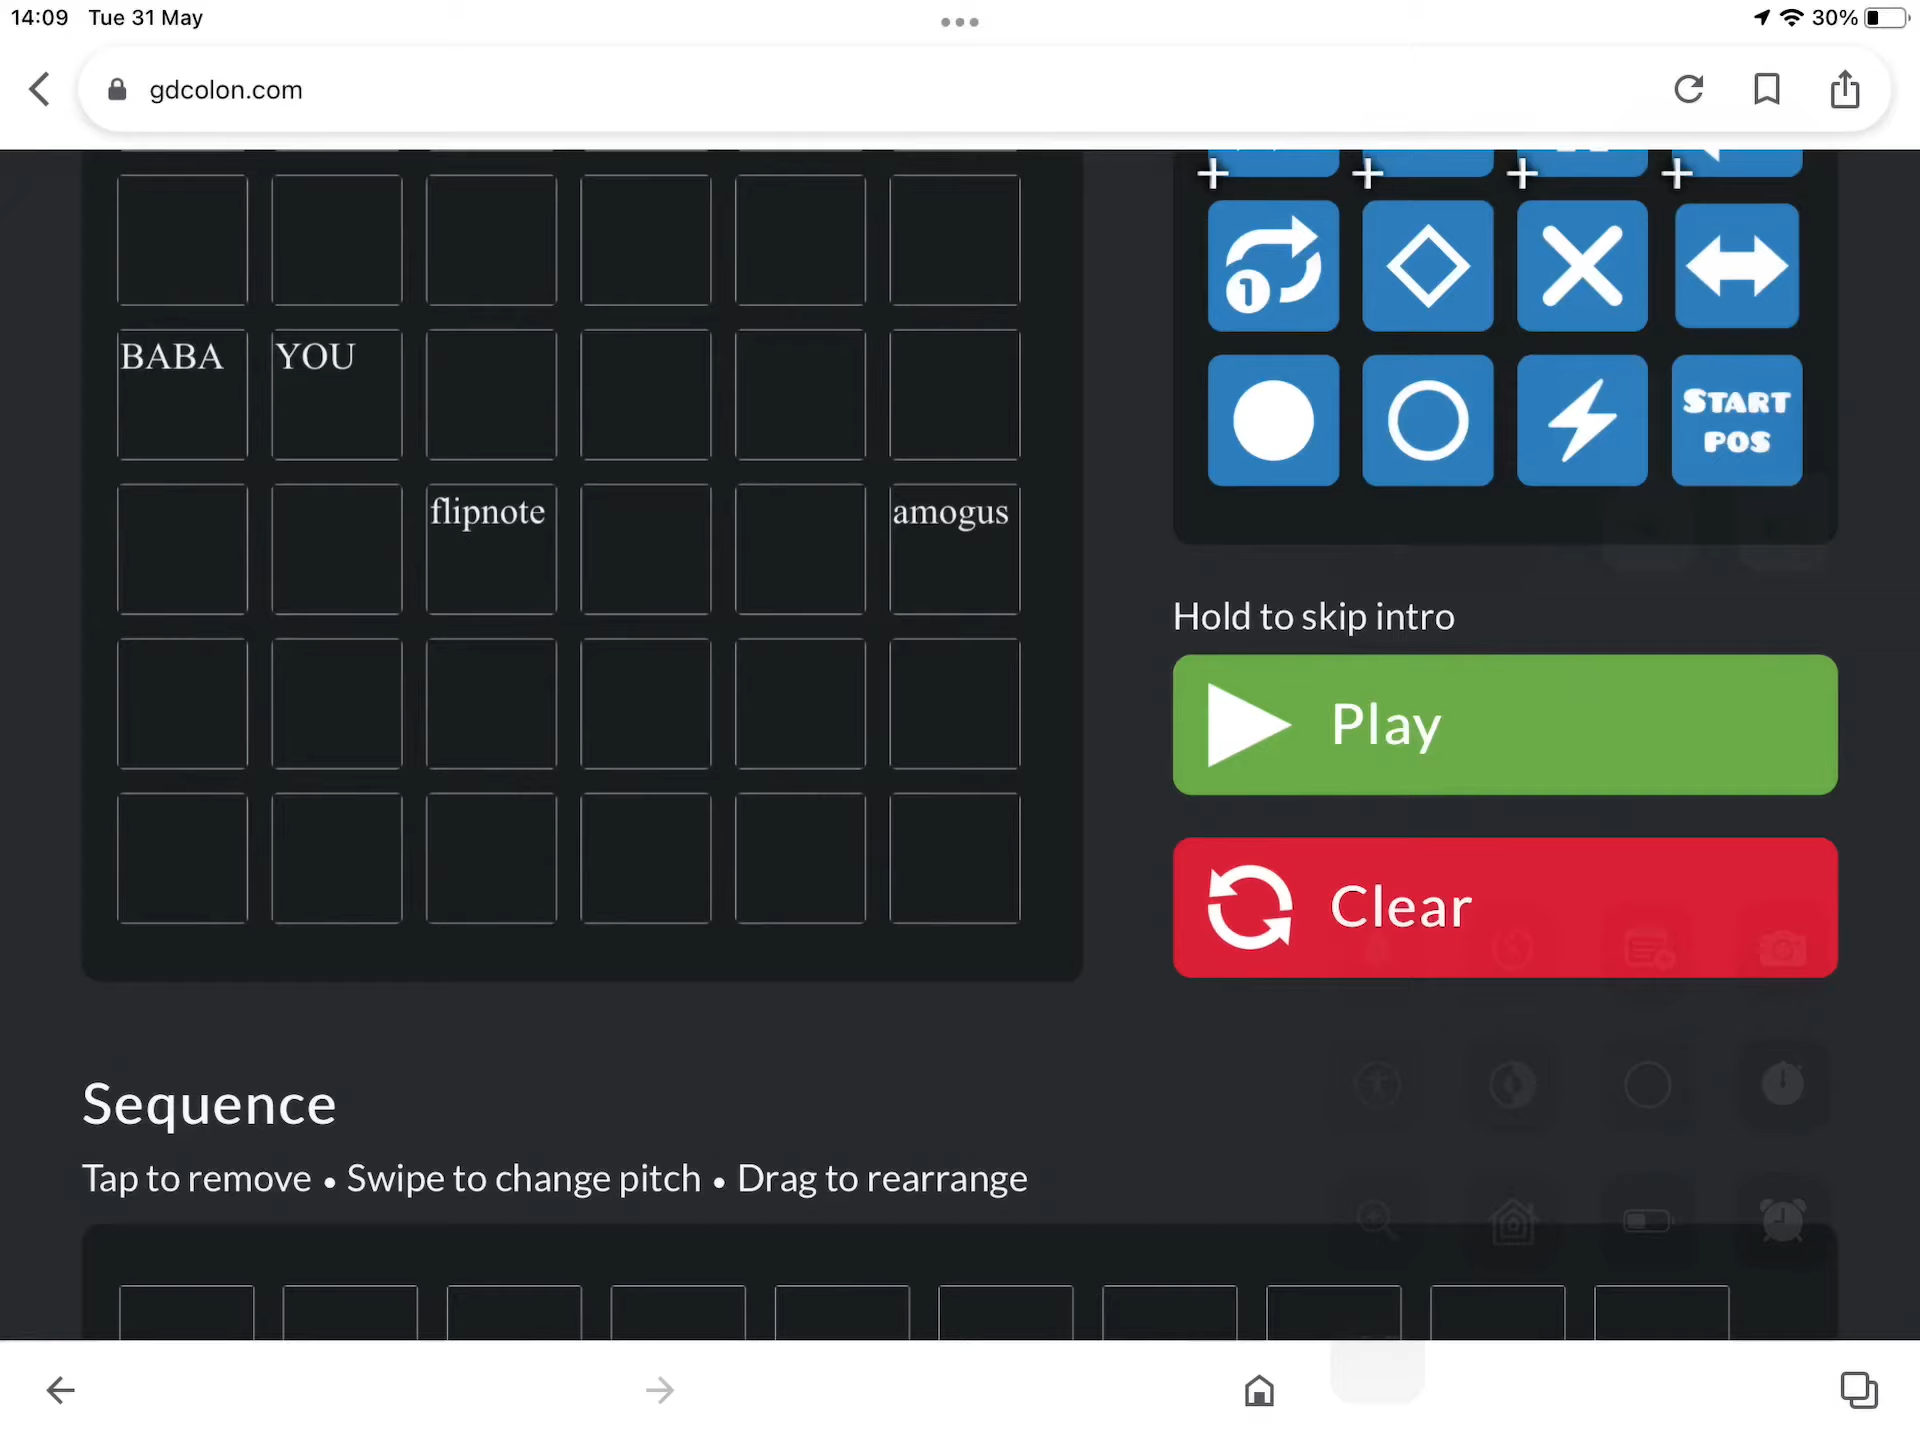 14:09 Tue 31 May
30%
gdcolon.com
BABA YOU
flipnote amogus
1
START
POS
Hold to skip intro
Play
Clear
Sequence
Tap to remove • Swipe to change pitch • Drag to rearrange